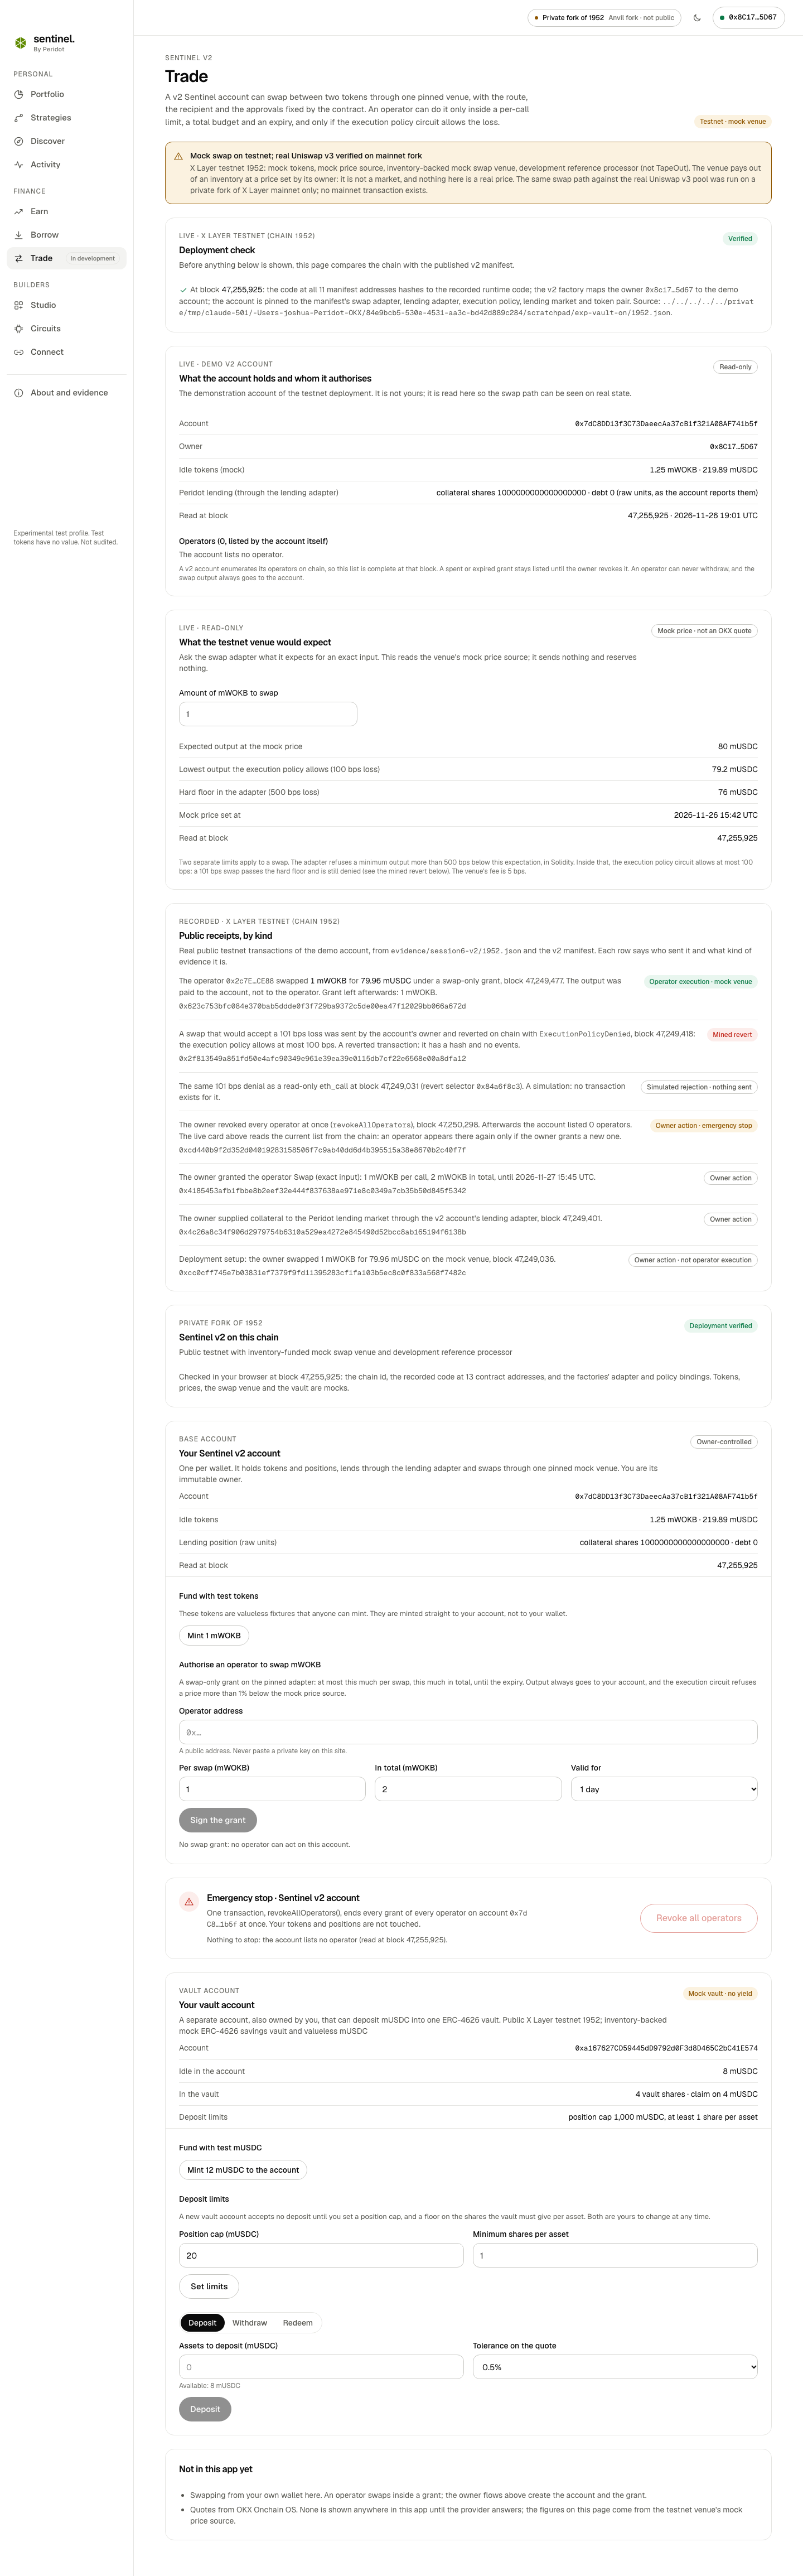 sentinel.
By Peridot
PERSONAL
Portfolio
Strategies
Discover
Activity
FINANCE
Earn
Borrow
Trade In development
BUILDERS
Studio
Circuits
Connect
About and evidence
Experimental test profile. Test
tokens have no value. Not audited.
Private fork of 1952 Anvil fork · not public
0x8C17…5D67
SENTINEL V2
Trade
A v2 Sentinel account can swap between two tokens through one pinned venue, with the route,
the recipient and the approvals fixed by the contract. An operator can do it only inside a per-call
limit, a total budget and an expiry, and only if the execution policy circuit allows the loss.
Testnet · mock venue
Mock swap on testnet; real Uniswap v3 verified on mainnet fork
X Layer testnet 1952: mock tokens, mock price source, inventory-backed mock swap venue, development reference processor (not TapeOut). The venue pays out
of an inventory at a price set by its owner: it is not a market, and nothing here is a real price. The same swap path against the real Uniswap v3 pool was run on a
private fork of X Layer mainnet only; no mainnet transaction exists.
LIVE · X LAYER TESTNET (CHAIN 1952)
Verified
Deployment check
Before anything below is shown, this page compares the chain with the published v2 manifest.
At block 47,255,925: the code at all 11 manifest addresses hashes to the recorded runtime code; the v2 factory maps the owner 0x8c17…5d67 to the demo
account; the account is pinned to the manifest's swap adapter, lending adapter, execution policy, lending market and token pair. Source: ../../../../../privat
e/tmp/claude-501/-Users-joshua-Peridot-OKX/84e9bcb5-530e-4531-aa3c-bd42d889c284/scratchpad/exp-vault-on/1952.json.
LIVE · DEMO V2 ACCOUNT
Read-only
What the account holds and whom it authorises
The demonstration account of the testnet deployment. It is not yours; it is read here so the swap path can be seen on real state.
Account 0x7dC8DD13f3C73DaeecAa37cB1f321A08AF741b5f
Owner 0x8C17…5D67
Idle tokens (mock) 1.25 mWOKB · 219.89 mUSDC
Peridot lending (through the lending adapter) collateral shares 1000000000000000000 · debt 0 (raw units, as the account reports them)
Read at block 47,255,925 · 2026-11-26 19:01 UTC
Operators (0, listed by the account itself)
The account lists no operator.
A v2 account enumerates its operators on chain, so this list is complete at that block. A spent or expired grant stays listed until the owner revokes it. An operator can never withdraw, and the
swap output always goes to the account.
LIVE · READ-ONLY
Mock price · not an OKX quote
What the testnet venue would expect
Ask the swap adapter what it expects for an exact input. This reads the venue's mock price source; it sends nothing and reserves
nothing.
Amount of mWOKB to swap
1
Expected output at the mock price 80 mUSDC
Lowest output the execution policy allows (100 bps loss) 79.2 mUSDC
Hard floor in the adapter (500 bps loss) 76 mUSDC
Mock price set at 2026-11-26 15:42 UTC
Read at block 47,255,925
Two separate limits apply to a swap. The adapter refuses a minimum output more than 500 bps below this expectation, in Solidity. Inside that, the execution policy circuit allows at most 100
bps: a 101 bps swap passes the hard floor and is still denied (see the mined revert below). The venue's fee is 5 bps.
RECORDED · X LAYER TESTNET (CHAIN 1952)
Public receipts, by kind
Real public testnet transactions of the demo account, from evidence/session6-v2/1952.json and the v2 manifest. Each row says who sent it and what kind of
evidence it is.
The operator 0x2c7E…CE88 swapped 1 mWOKB for 79.96 mUSDC under a swap-only grant, block 47,249,477. The output was
paid to the account, not to the operator. Grant left afterwards: 1 mWOKB.
0x623c753bfc084e370bab5ddde0f3f729ba9372c5de00ea47f12029bb066a672d
Operator execution · mock venue
A swap that would accept a 101 bps loss was sent by the account's owner and reverted on chain with ExecutionPolicyDenied, block 47,249,418:
the execution policy allows at most 100 bps. A reverted transaction: it has a hash and no events.
0x2f813549a851fd50e4afc90349e961e39ea39e0115db7cf22e6568e00a8dfa12
Mined revert
The same 101 bps denial as a read-only eth_call at block 47,249,031 (revert selector 0x84a6f8c3). A simulation: no transaction
exists for it.
Simulated rejection · nothing sent
The owner revoked every operator at once (revokeAllOperators), block 47,250,298. Afterwards the account listed 0 operators.
The live card above reads the current list from the chain: an operator appears there again only if the owner grants a new one.
0xcd440b9f2d352d04019283158506f7c9ab40dd6d4b395515a38e8670b2c40f7f
Owner action · emergency stop
The owner granted the operator Swap (exact input): 1 mWOKB per call, 2 mWOKB in total, until 2026-11-27 15:45 UTC.
0x4185453afb1fbbe8b2eef32e444f837638ae971e8c0349a7cb35b50d845f5342
Owner action
The owner supplied collateral to the Peridot lending market through the v2 account's lending adapter, block 47,249,401.
0x4c26a8c34f906d2979754b6310a529ea4272e845490d52bcc8ab165194f6138b
Owner action
Deployment setup: the owner swapped 1 mWOKB for 79.96 mUSDC on the mock venue, block 47,249,036.
0xcc0cff745e7b03831ef7379f9fd11395283cf1fa103b5ec8c0f833a568f7482c
Owner action · not operator execution
PRIVATE FORK OF 1952
Deployment verified
Sentinel v2 on this chain
Public testnet with inventory-funded mock swap venue and development reference processor
Checked in your browser at block 47,255,925: the chain id, the recorded code at 13 contract addresses, and the factories' adapter and policy bindings. Tokens,
prices, the swap venue and the vault are mocks.
BASE ACCOUNT
Owner-controlled
Your Sentinel v2 account
One per wallet. It holds tokens and positions, lends through the lending adapter and swaps through one pinned mock venue. You are its
immutable owner.
Account 0x7dC8DD13f3C73DaeecAa37cB1f321A08AF741b5f
Idle tokens 1.25 mWOKB · 219.89 mUSDC
Lending position (raw units) collateral shares 1000000000000000000 · debt 0
Read at block 47,255,925
Fund with test tokens
These tokens are valueless fixtures that anyone can mint. They are minted straight to your account, not to your wallet.
Mint 1 mWOKB
Authorise an operator to swap mWOKB
A swap-only grant on the pinned adapter: at most this much per swap, this much in total, until the expiry. Output always goes to your account, and the execution circuit refuses
a price more than 1% below the mock price source.
Operator address
0x…
A public address. Never paste a private key on this site.
Per swap (mWOKB) In total (mWOKB) Valid for
1 2 1 day
Sign the grant
No swap grant: no operator can act on this account.
Emergency stop · Sentinel v2 account
One transaction, revokeAllOperators(), ends every grant of every operator on account 0x7d
C8…1b5f at once. Your tokens and positions are not touched.
Nothing to stop: the account lists no operator (read at block 47,255,925).
Revoke all operators
VAULT ACCOUNT
Mock vault · no yield
Your vault account
A separate account, also owned by you, that can deposit mUSDC into one ERC-4626 vault. Public X Layer testnet 1952; inventory-backed
mock ERC-4626 savings vault and valueless mUSDC
Account 0xa167627CD59445dD9792d0F3d8D465C2bC41E574
Idle in the account 8 mUSDC
In the vault 4 vault shares · claim on 4 mUSDC
Deposit limits position cap 1,000 mUSDC, at least 1 share per asset
Fund with test mUSDC
Mint 12 mUSDC to the account
Deposit limits
A new vault account accepts no deposit until you set a position cap, and a floor on the shares the vault must give per asset. Both are yours to change at any time.
Position cap (mUSDC) Minimum shares per asset
20 1
Set limits
Deposit Withdraw Redeem
Assets to deposit (mUSDC) Tolerance on the quote
0 0.5%
Available: 8 mUSDC
Deposit
Not in this app yet
• Swapping from your own wallet here. An operator swaps inside a grant; the owner flows above create the account and the grant.
• Quotes from OKX Onchain OS. None is shown anywhere in this app until the provider answers; the figures on this page come from the testnet venue's mock
price source.